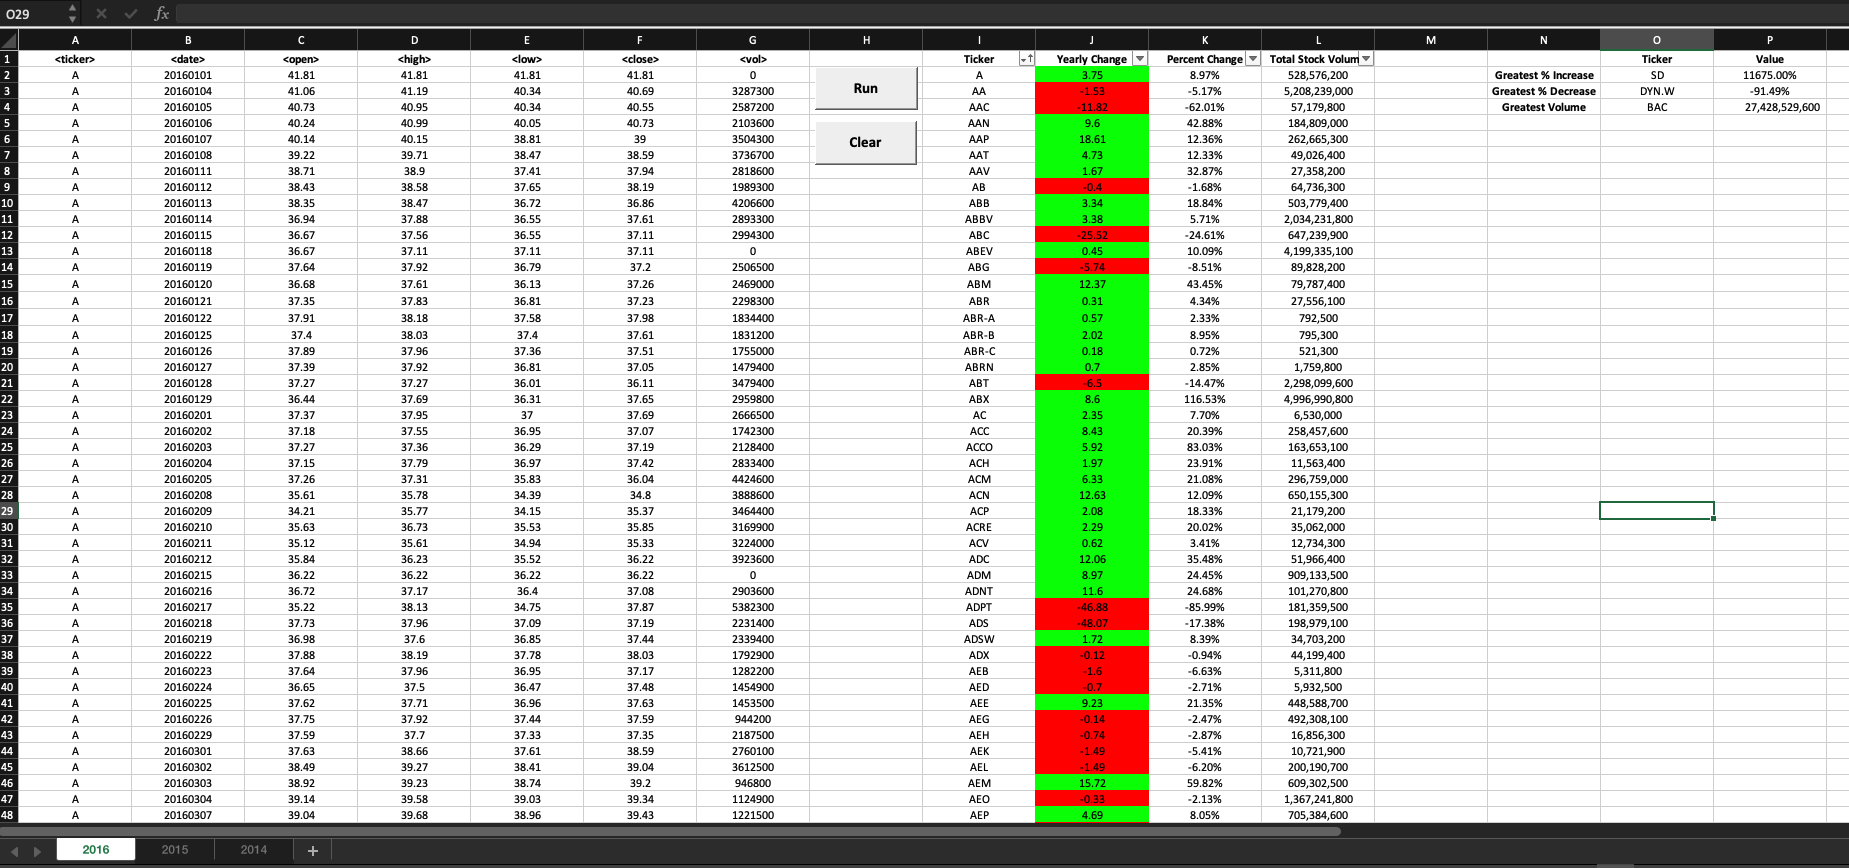 O29 fx
A B C D E F G H I J K L M N O P
1 <ticker> <date> <open> <high> <low> <close> <vol> Ticker Yearly Change Percent Change Total Stock Volum Ticker Value
2 A 20160101 41.81 41.81 41.81 41.81 0 A 3.75 8.97% 528,576,200 Greatest % Increase SD 11675.00%
3 A 20160104 41.06 41.19 40.34 40.69 3287300 Run AA -1.53 -5.17% 5,208,239,000 Greatest % Decrease DYN.W -91.49%
4 A 20160105 40.73 40.95 40.34 40.55 2587200 AAC -11.82 -62.01% 57,179,800 Greatest Volume BAC 27,428,529,600
5 A 20160106 40.24 40.99 40.05 40.73 2103600 AAN 9.6 42.88% 184,809,000
6 A 20160107 40.14 40.15 38.81 39 3504300 Clear AAP 18.61 12.36% 262,665,300
7 A 20160108 39.22 39.71 38.47 38.59 3736700 AAT 4.73 12.33% 49,026,400
8 A 20160111 38.71 38.9 37.41 37.94 2818600 AAV 1.67 32.87% 27,358,200
9 A 20160112 38.43 38.58 37.65 38.19 1989300 AB -0.4 -1.68% 64,736,300
10 A 20160113 38.35 38.47 36.72 36.86 4206600 ABB 3.34 18.84% 503,779,400
11 A 20160114 36.94 37.88 36.55 37.61 2893300 ABBV 3.38 5.71% 2,034,231,800
12 A 20160115 36.67 37.56 36.55 37.11 2994300 ABC -25.52 -24.61% 647,239,900
13 A 20160118 36.67 37.11 37.11 37.11 0 ABEV 0.45 10.09% 4,199,335,100
14 A 20160119 37.64 37.92 36.79 37.2 2506500 ABG -5.74 -8.51% 89,828,200
15 A 20160120 36.68 37.61 36.13 37.26 2469000 ABM 12.37 43.45% 79,787,400
16 A 20160121 37.35 37.83 36.81 37.23 2298300 ABR 0.31 4.34% 27,556,100
17 A 20160122 37.91 38.18 37.58 37.98 1834400 ABR-A 0.57 2.33% 792,500
18 A 20160125 37.4 38.03 37.4 37.61 1831200 ABR-B 2.02 8.95% 795,300
19 A 20160126 37.89 37.96 37.36 37.51 1755000 ABR-C 0.18 0.72% 521,300
20 A 20160127 37.39 37.92 36.81 37.05 1479400 ABRN 0.7 2.85% 1,759,800
21 A 20160128 37.27 37.27 36.01 36.11 3479400 ABT -6.5 -14.47% 2,298,099,600
22 A 20160129 36.44 37.69 36.31 37.65 2959800 ABX 8.6 116.53% 4,996,990,800
23 A 20160201 37.37 37.95 37 37.69 2666500 AC 2.35 7.70% 6,530,000
24 A 20160202 37.18 37.55 36.95 37.07 1742300 ACC 8.43 20.39% 258,457,600
25 A 20160203 37.27 37.36 36.29 37.19 2128400 ACCO 5.92 83.03% 163,653,100
26 A 20160204 37.15 37.79 36.97 37.42 2833400 ACH 1.97 23.91% 11,563,400
27 A 20160205 37.26 37.31 35.83 36.04 4424600 ACM 6.33 21.08% 296,759,000
28 A 20160208 35.61 35.78 34.39 34.8 3888600 ACN 12.63 12.09% 650,155,300
29 A 20160209 34.21 35.77 34.15 35.37 3464400 ACP 2.08 18.33% 21,179,200
30 A 20160210 35.63 36.73 35.53 35.85 3169900 ACRE 2.29 20.02% 35,062,000
31 A 20160211 35.12 35.61 34.94 35.33 3224000 ACV 0.62 3.41% 12,734,300
32 A 20160212 35.84 36.23 35.52 36.22 3923600 ADC 12.06 35.48% 51,966,400
33 A 20160215 36.22 36.22 36.22 36.22 0 ADM 8.97 24.45% 909,133,500
34 A 20160216 36.72 37.17 36.4 37.08 2903600 ADNT 11.6 24.68% 101,270,800
35 A 20160217 35.22 38.13 34.75 37.87 5382300 ADPT -46.88 -85.99% 181,359,500
36 A 20160218 37.73 37.96 37.09 37.19 2231400 ADS -48.07 -17.38% 198,979,100
37 A 20160219 36.98 37.6 36.85 37.44 2339400 ADSW 1.72 8.39% 34,703,200
38 A 20160222 37.88 38.19 37.78 38.03 1792900 ADX -0.12 -0.94% 44,199,400
39 A 20160223 37.64 37.96 36.95 37.17 1282200 AEB -1.6 -6.63% 5,311,800
40 A 20160224 36.65 37.5 36.47 37.48 1454900 AED -0.7 -2.71% 5,932,500
41 A 20160225 37.62 37.71 36.96 37.63 1453500 AEE 9.23 21.35% 448,588,700
42 A 20160226 37.75 37.92 37.44 37.59 944200 AEG -0.14 -2.47% 492,308,100
43 A 20160229 37.59 37.7 37.33 37.35 2187500 AEH -0.74 -2.87% 16,856,300
44 A 20160301 37.63 38.66 37.61 38.59 2760100 AEK -1.49 -5.41% 10,721,900
45 A 20160302 38.49 39.27 38.41 39.04 3612500 AEL -1.49 -6.20% 200,190,700
46 A 20160303 38.92 39.23 38.74 39.2 946800 AEM 15.72 59.82% 609,302,500
47 A 20160304 39.14 39.58 39.03 39.34 1124900 AEO -0.33 -2.13% 1,367,241,800
48 A 20160307 39.04 39.68 38.96 39.43 1221500 AEP 4.69 8.05% 705,384,600
2016 2015 2014 +